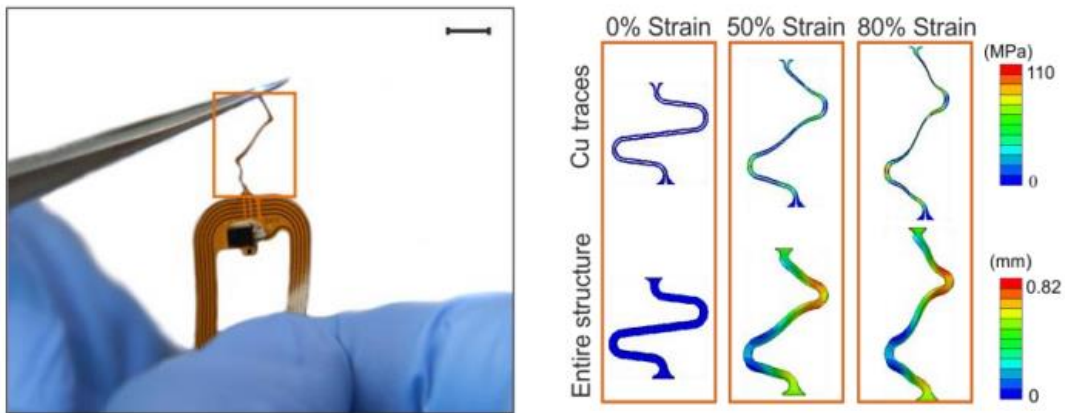 0% Strain 50% Strain 80% Strain
(MPa)
110
0
Cu traces
(mm)
0.82
0
Entire structure